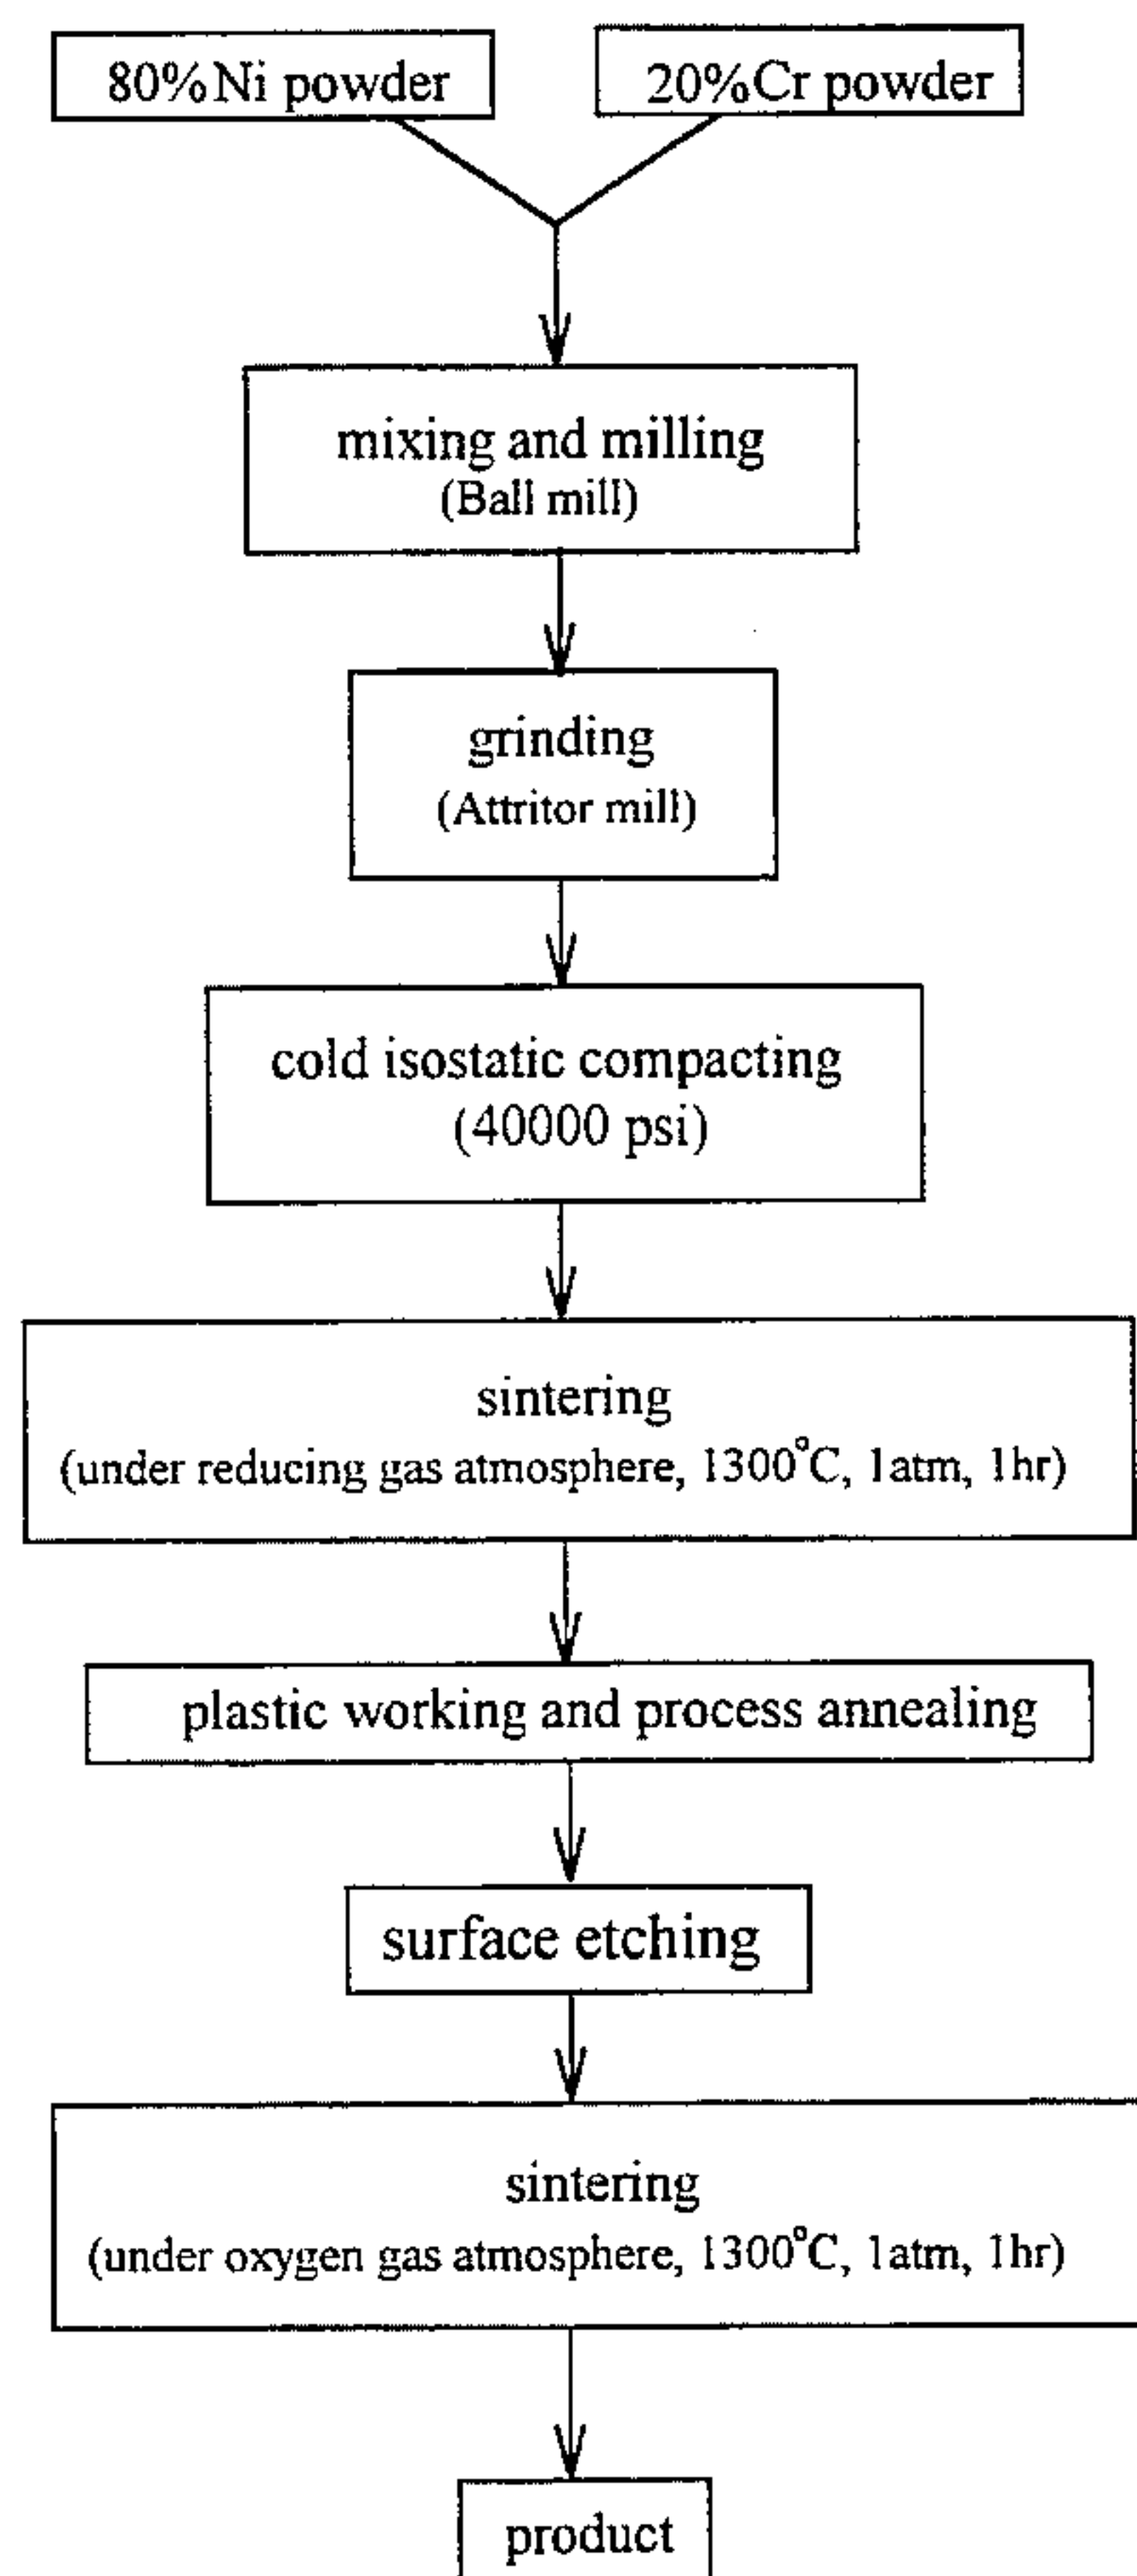 80%Ni powder
20%Cr powder
mixing and milling
(Ball mill)
grinding
(Attritor mill)
cold isostatic compacting
(40000 psi)
sintering
(under reducing gas atmosphere, 1300°C, 1atm, 1hr)
plastic working and process annealing
surface etching
sintering
(under oxygen gas atmosphere, 1300°C, 1atm, 1hr)
product